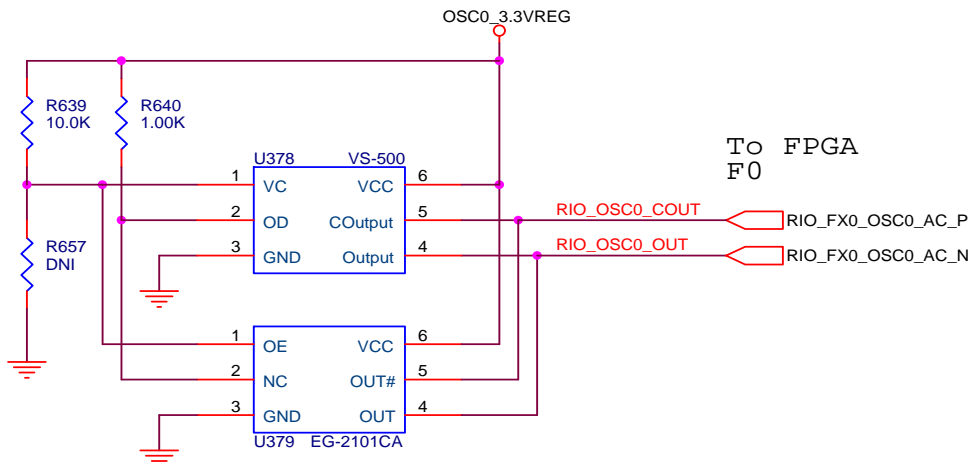 OSC0_3.3VREG
R639
10.0K
R640
1.00K
To FPGA
F0
U378 VS-500
1 VC VCC 6
2 OD COutput 5
3 GND Output 4
RIO_OSC0_COUT
RIO_FX0_OSC0_AC_P
RIO_OSC0_OUT
RIO_FX0_OSC0_AC_N
R657
DNI
1 OE VCC 6
2 NC OUT# 5
3 GND OUT 4
U379 EG-2101CA